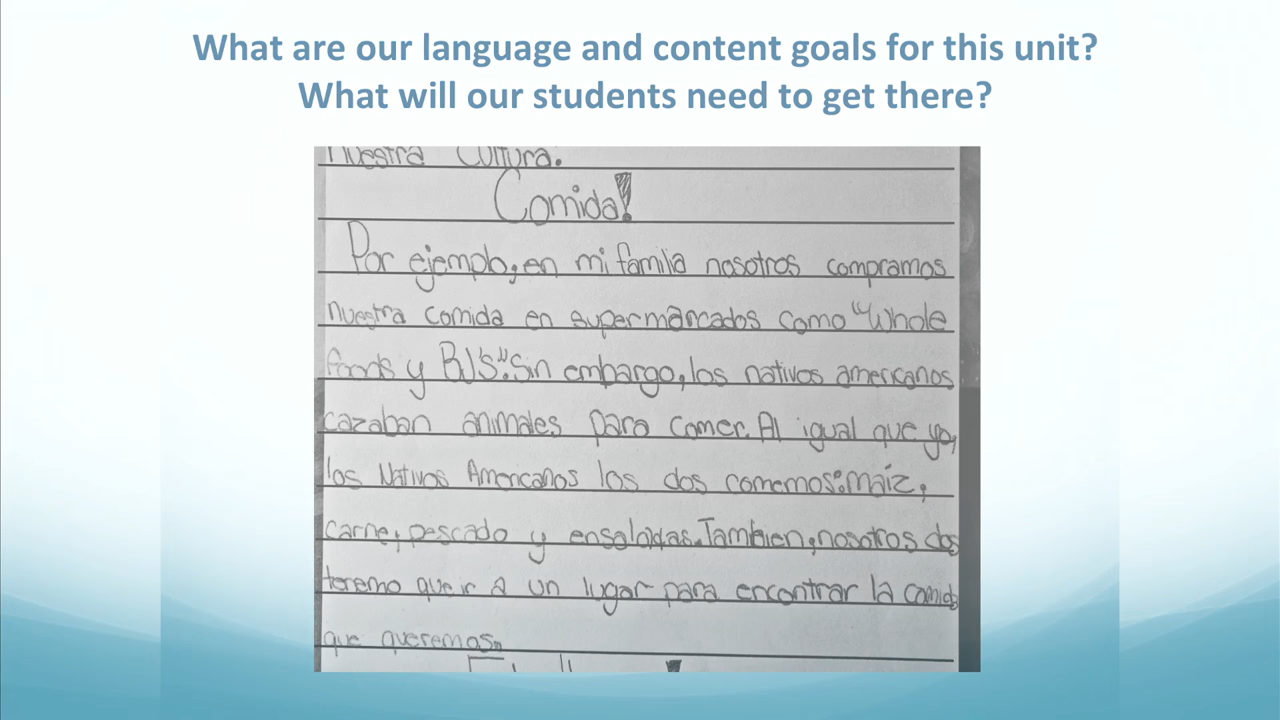 What are our language and content goals for this unit?
What will our students need to get there?
nuestra cultura.
Comida!
Por ejemplo, en mi familia nosotros compramos
nuestra comida en supermarcados como "Whole
foods y BJ'S". Sin embargo, los nativos americanos
cazaban animales para comer. Al igual que yo,
los Nativos Americanos los dos comemos: maíz,
carne, pescado y ensaladas. Tambien, nosotros dos
tenemo que ir a un lugar para encontrar la comida
que queremos.